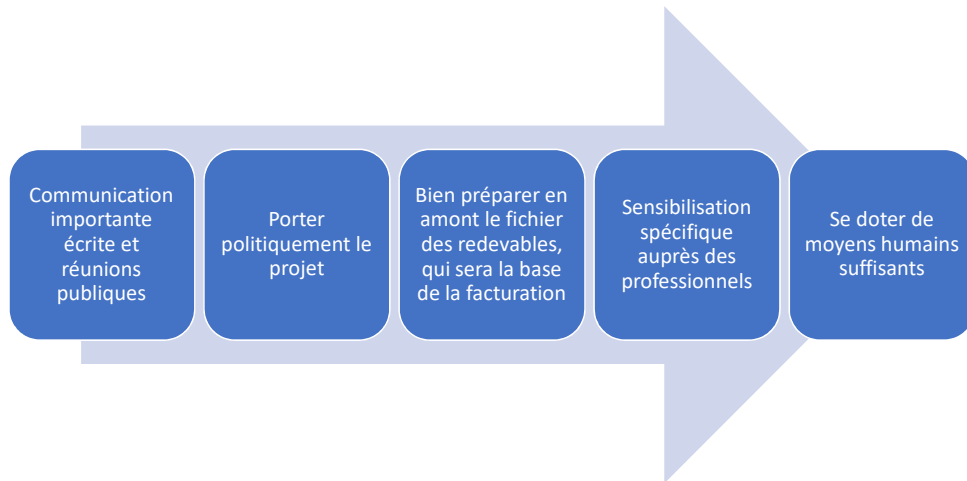 Communication
importante
écrite et
réunions
publiques
Porter
politiquement le
projet
Bien préparer en
amont le fichier
des redevables,
qui sera la base
de la facturation
Sensibilisation
spécifique
auprès des
professionnels
Se doter de
moyens humains
suffisants